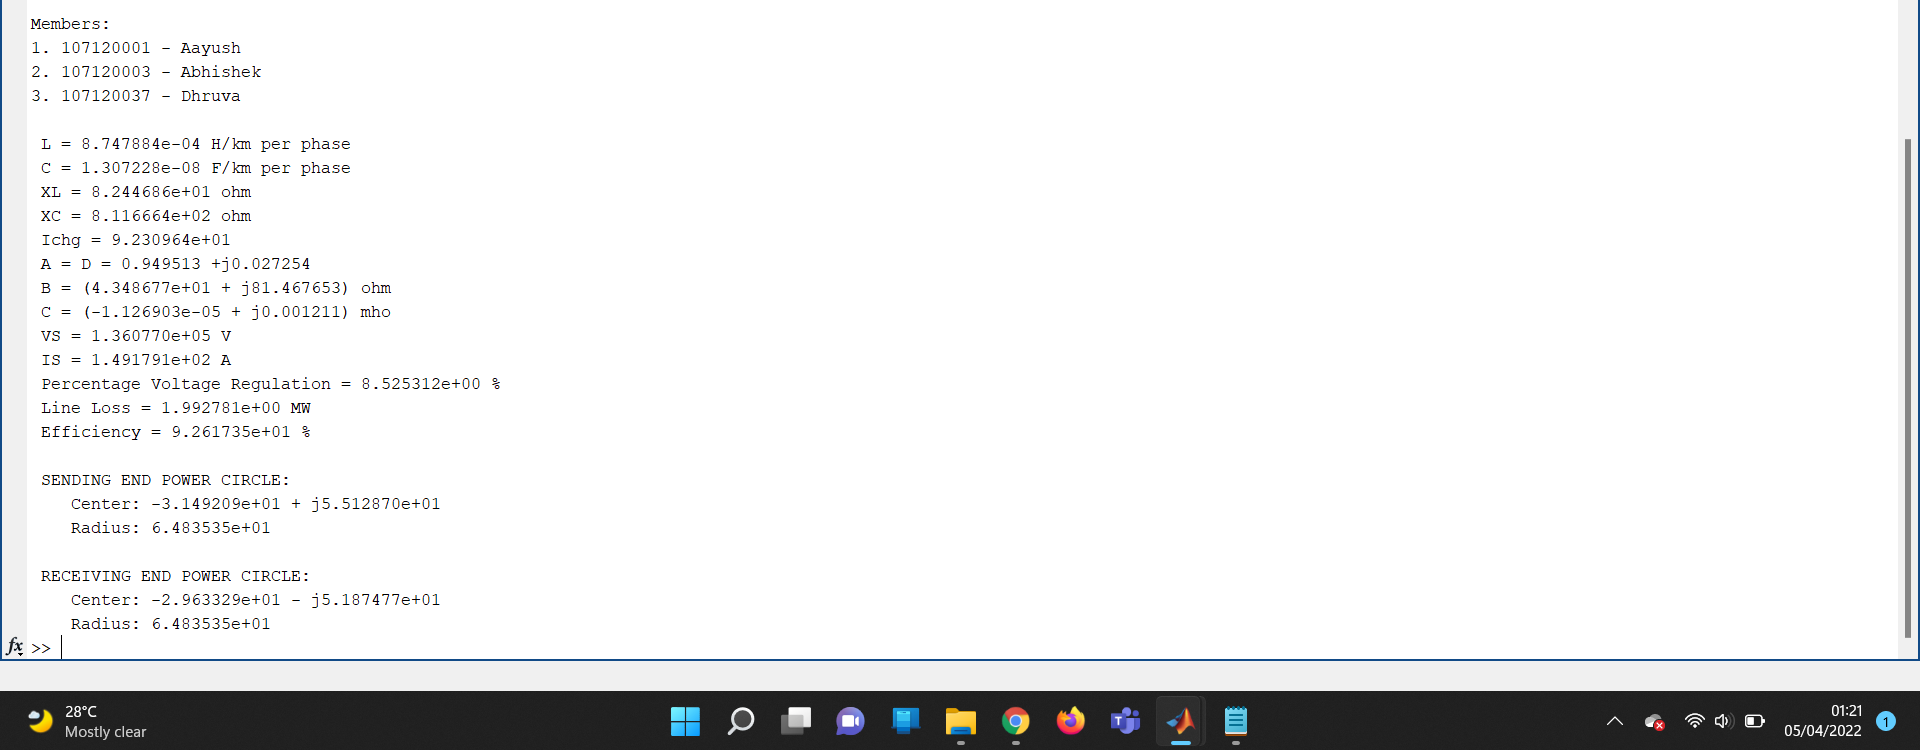 Members:
1. 107120001 - Aayush
2. 107120003 - Abhishek
3. 107120037 - Dhruva
L = 8.747884e-04 H/km per phase
C = 1.307228e-08 F/km per phase
XL = 8.244686e+01 ohm
XC = 8.116664e+02 ohm
Ichg = 9.230964e+01
A = D = 0.949513 +j0.027254
B = (4.348677e+01 + j81.467653) ohm
C = (-1.126903e-05 + j0.001211) mho
VS = 1.360770e+05 V
IS = 1.491791e+02 A
Percentage Voltage Regulation = 8.525312e+00 %
Line Loss = 1.992781e+00 MW
Efficiency = 9.261735e+01 %
SENDING END POWER CIRCLE:
Center: -3.149209e+01 + j5.512870e+01
Radius: 6.483535e+01
RECEIVING END POWER CIRCLE:
Center: -2.963329e+01 - j5.187477e+01
Radius: 6.483535e+01
fx >>
28°C
Mostly clear
01:21
05/04/2022
1